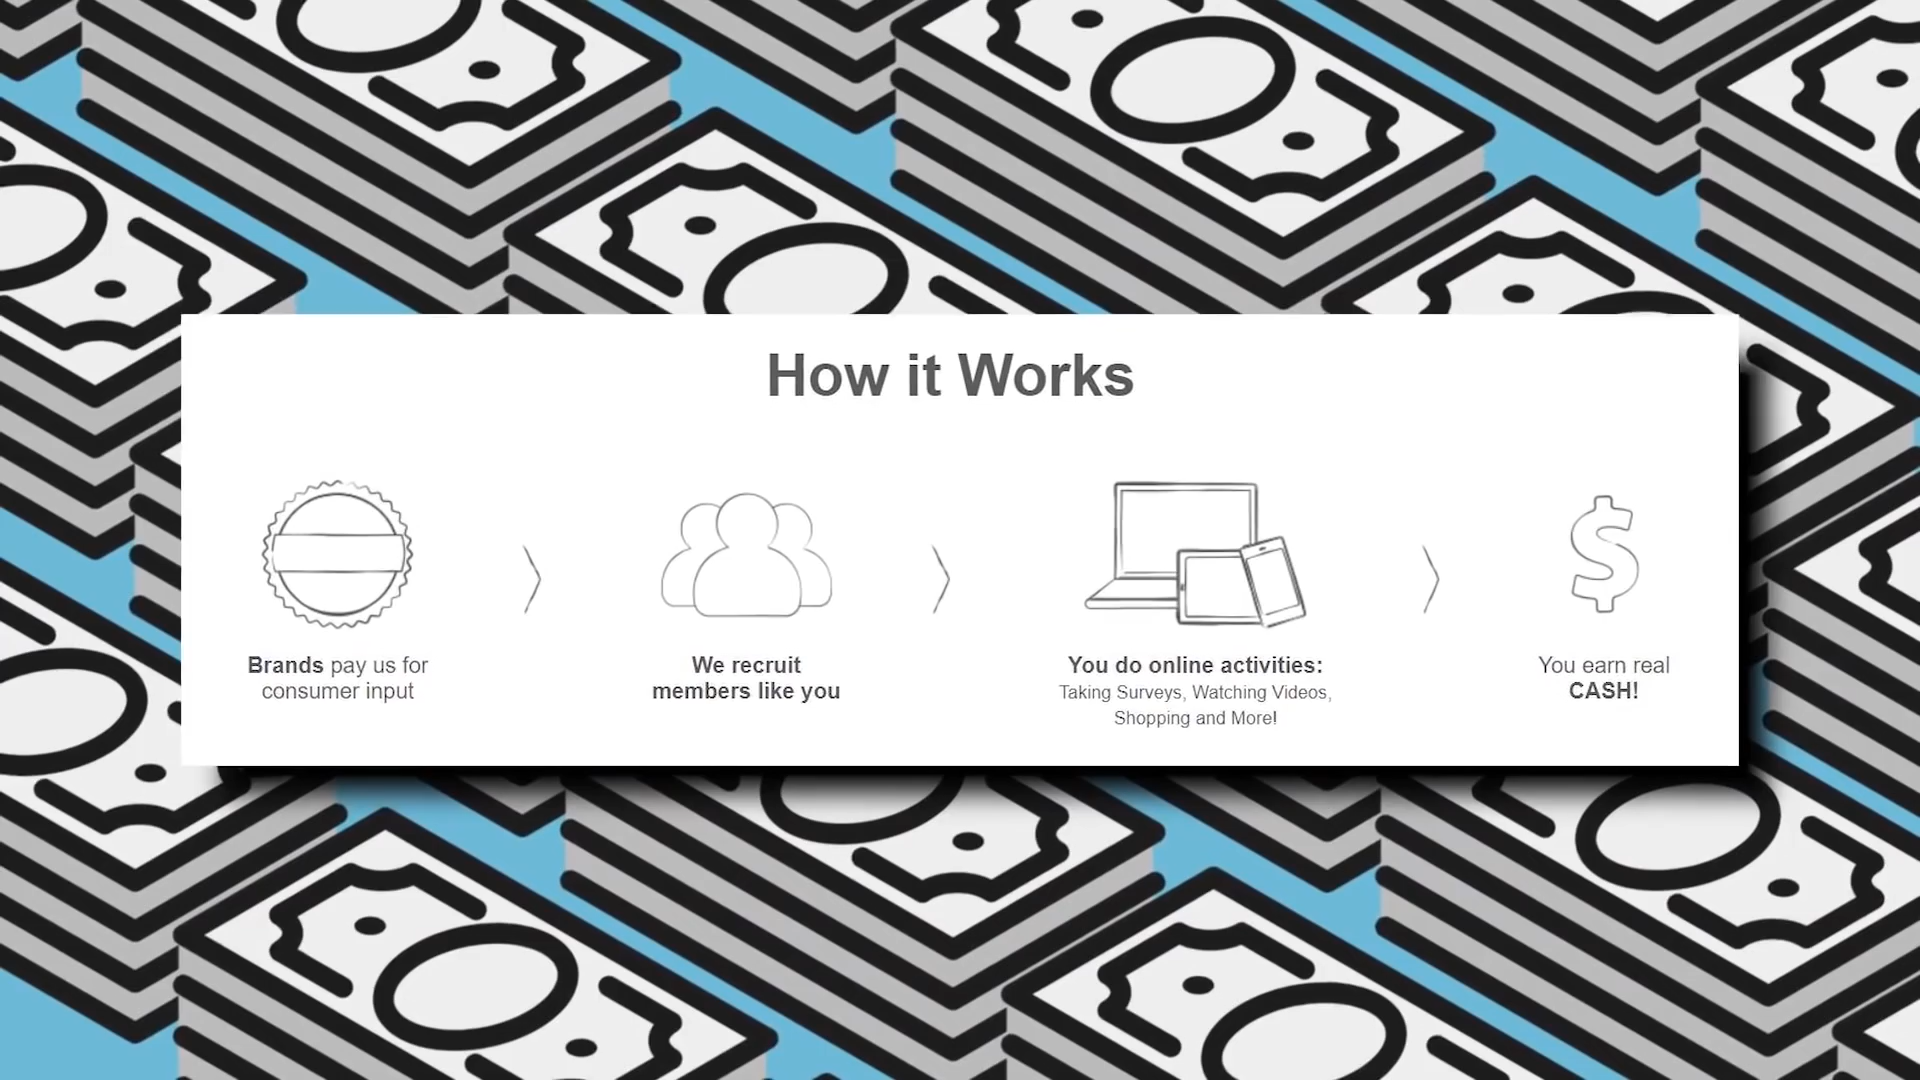 How it Works
Brands pay us for
consumer input
We recruit
members like you
You do online activities:
Taking Surveys, Watching Videos,
Shopping and More!
You earn real
CASH!